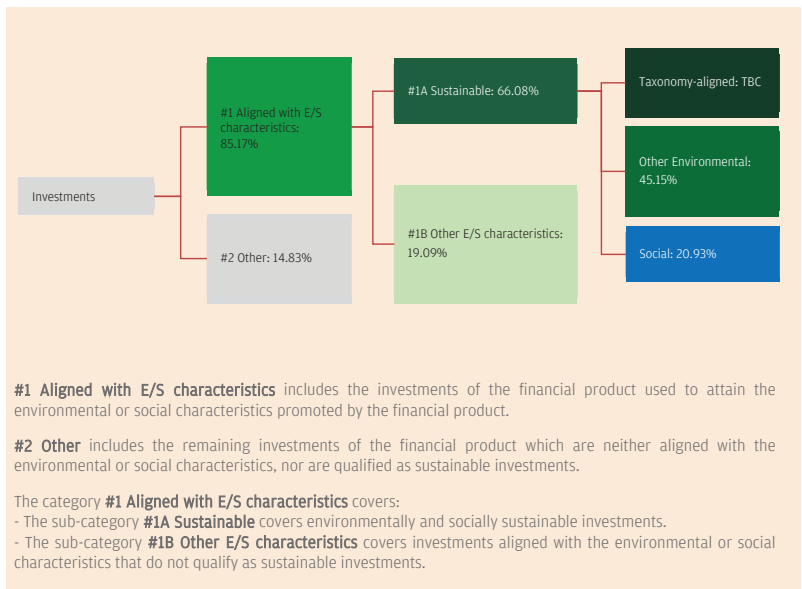 Investments
#1 Aligned with E/S
characteristics:
85.17%
#2 Other: 14.83%
#1A Sustainable: 66.08%
#1B Other E/S characteristics:
19.09%
Taxonomy-aligned: TBC
Other Environmental:
45.15%
Social: 20.93%
#1 Aligned with E/S characteristics includes the investments of the financial product used to attain the
environmental or social characteristics promoted by the financial product.
#2 Other includes the remaining investments of the financial product which are neither aligned with the
environmental or social characteristics, nor are qualified as sustainable investments.
The category #1 Aligned with E/S characteristics covers:
- The sub-category #1A Sustainable covers environmentally and socially sustainable investments.
- The sub-category #1B Other E/S characteristics covers investments aligned with the environmental or social
characteristics that do not qualify as sustainable investments.